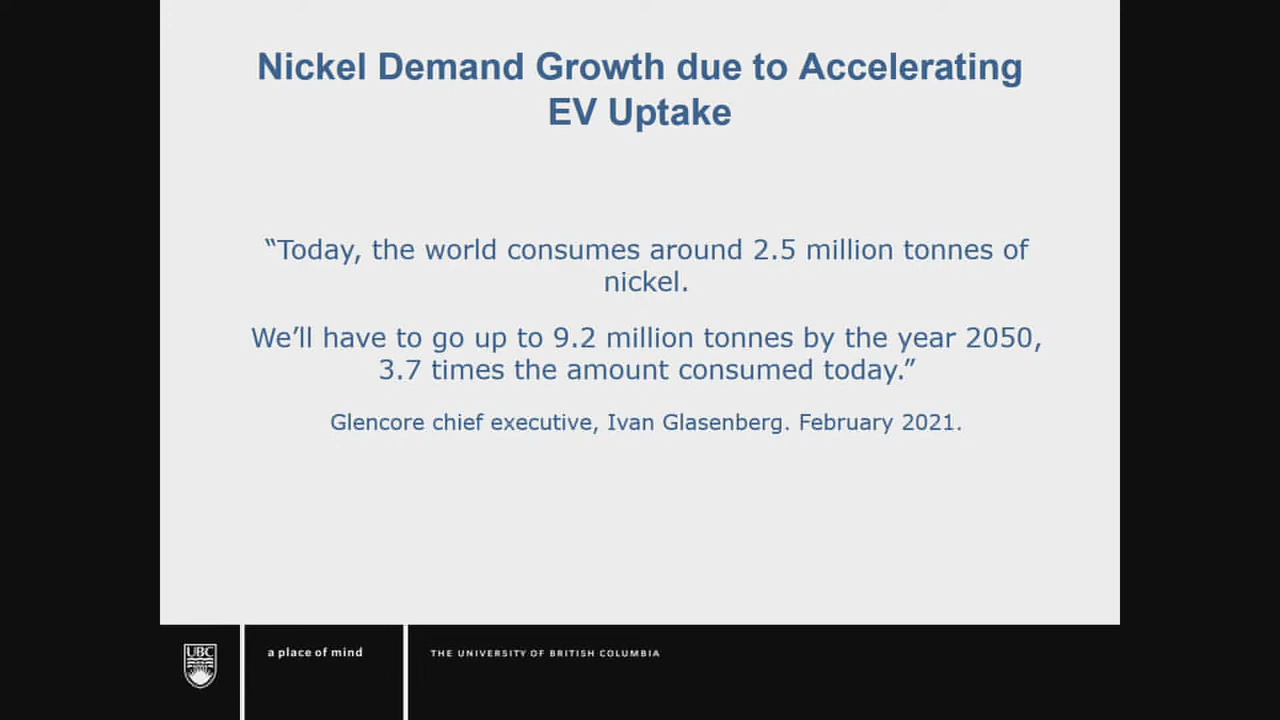 Nickel Demand Growth due to Accelerating
EV Uptake
“Today, the world consumes around 2.5 million tonnes of
nickel.
We’ll have to go up to 9.2 million tonnes by the year 2050,
3.7 times the amount consumed today.”
Glencore chief executive, Ivan Glasenberg. February 2021.
UBC
a place of mind
THE UNIVERSITY OF BRITISH COLUMBIA